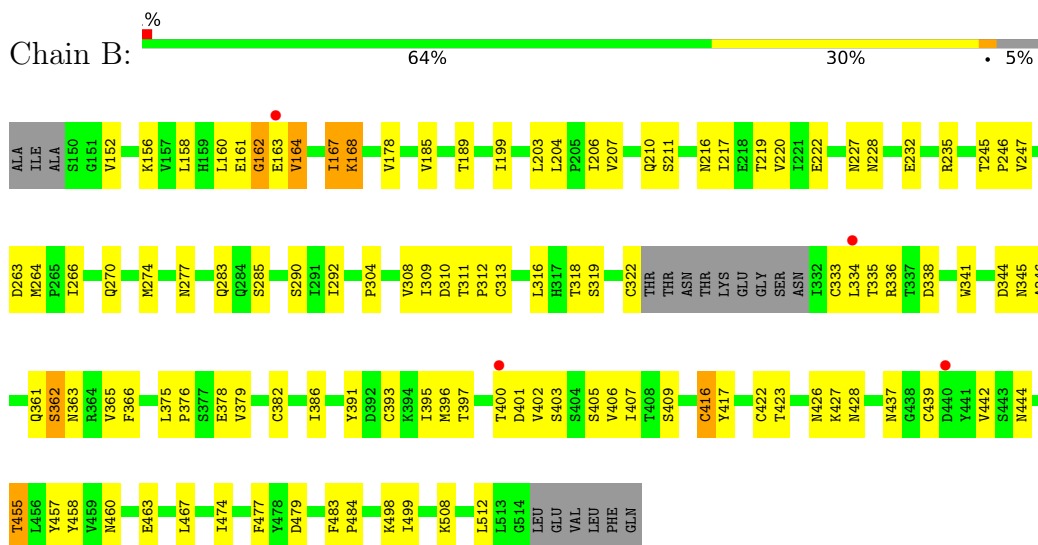 %
Chain B:
64% 30% • 5%
ALA ILE ALA S150 G151 V152 K156 V157 L158 H159 L160 E161 G162 E163 V164 I167 K168 V178 V185 T189 I199 L203 L204 P205 I206 V207 Q210 S211 N216 I217 E218 T219 V220 I221 E222 N227 N228 E232 R235 T245 P246 V247
D263 M264 P265 I266 Q270 M274 N277 Q283 Q284 S285 S290 I291 I292 P304 V308 I309 D310 T311 P312 C313 L316 H317 T318 S319 C322 THR THR ASN THR LYS GLU GLY SER ASN I332 C333 L334 T335 R336 T337 D338 W341 D344 N345
Q361 S362 N363 R364 V365 F366 L375 P376 S377 E378 V379 C382 I386 Y391 D392 C393 K394 I395 M396 T397 T400 D401 V402 S403 S404 S405 V406 I407 T408 S409 C416 Y417 C422 T423 N426 K427 N428 N437 G438 C439 D440 Y441 V442 S443 N444
T455 L456 Y457 Y458 V459 N460 E463 L467 I474 F477 Y478 D479 F483 P484 K498 I499 K508 L512 L513 G514 LEU GLU VAL LEU PHE GLN